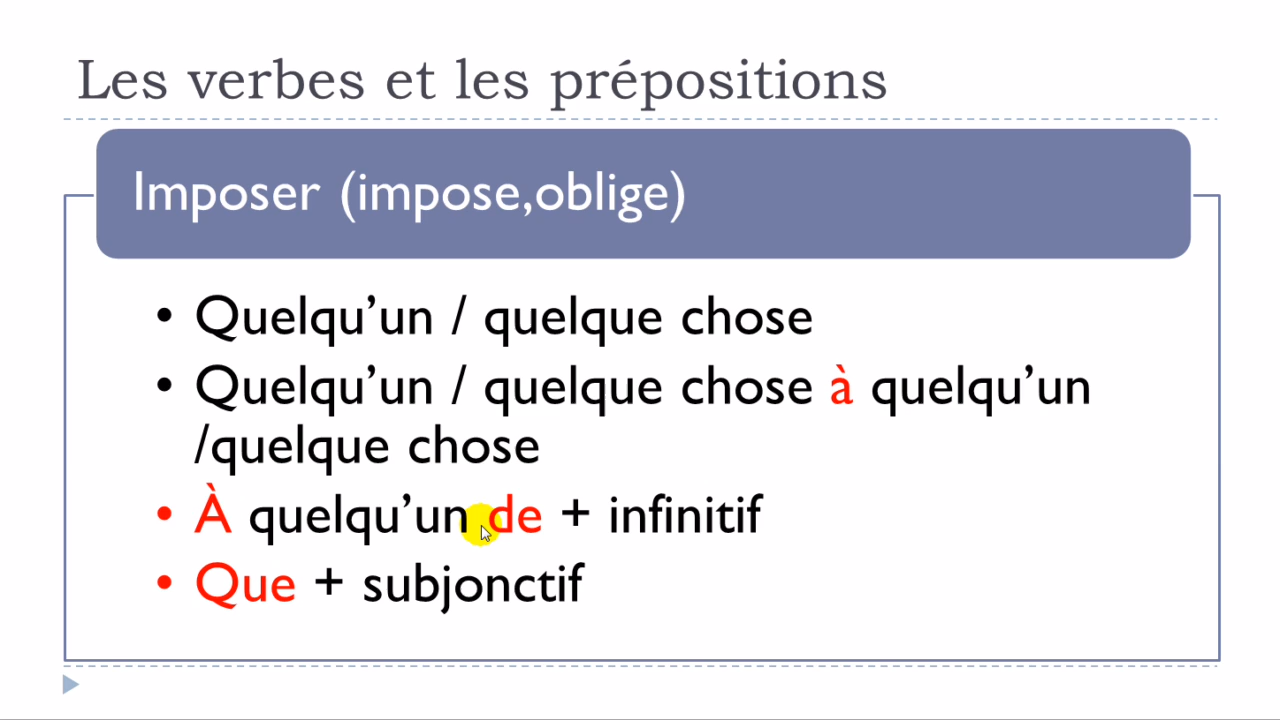 Les verbes et les prépositions
Imposer (impose,oblige)
• Quelqu’un / quelque chose
• Quelqu’un / quelque chose à quelqu’un
/quelque chose
• À quelqu’un de + infinitif
• Que + subjonctif